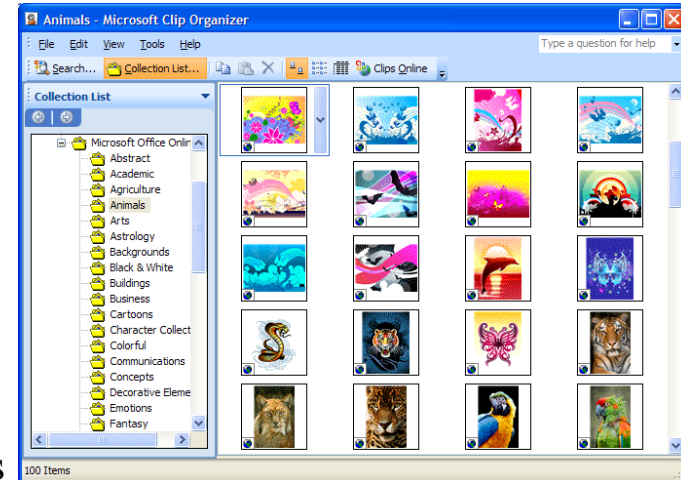 Animals - Microsoft Clip Organizer
File Edit View Tools Help
Type a question for help
Search... Collection List... Clips Online
Collection List
Microsoft Office Onlir
Abstract
Academic
Agriculture
Animals
Arts
Astrology
Backgrounds
Black & White
Buildings
Business
Cartoons
Character Collect
Colorful
Communications
Concepts
Decorative Eleme
Emotions
Fantasy
s
100 Items